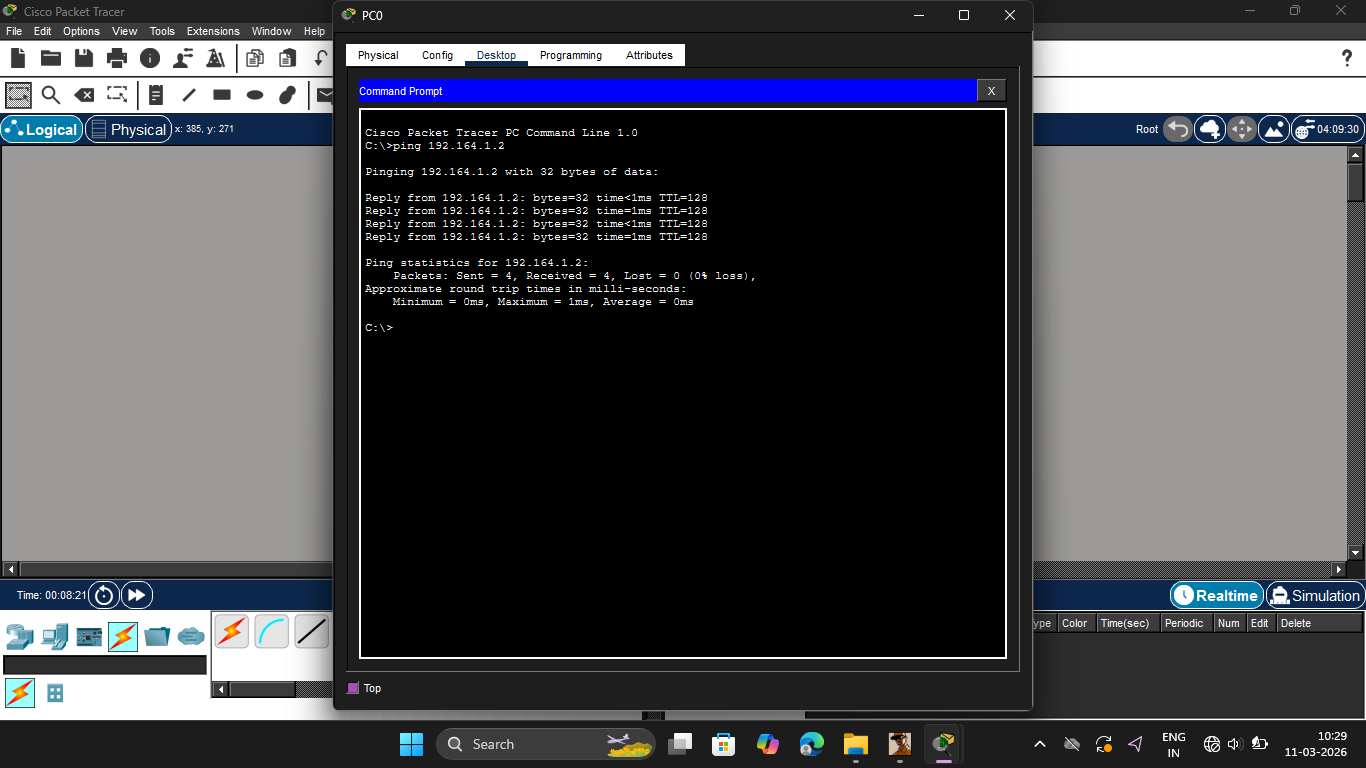 Cisco Packet Tracer
File Edit Options View Tools Extensions Window Help
?
Logical
Physical
x: 385, y: 271
Root
04:09:30
PC0
Physical Config Desktop Programming Attributes
Command Prompt
X
Cisco Packet Tracer PC Command Line 1.0
C:\>ping 192.164.1.2
Pinging 192.164.1.2 with 32 bytes of data:
Reply from 192.164.1.2: bytes=32 time<1ms TTL=128
Reply from 192.164.1.2: bytes=32 time=1ms TTL=128
Reply from 192.164.1.2: bytes=32 time<1ms TTL=128
Reply from 192.164.1.2: bytes=32 time=1ms TTL=128
Ping statistics for 192.164.1.2:
Packets: Sent = 4, Received = 4, Lost = 0 (0% loss),
Approximate round trip times in milli-seconds:
Minimum = 0ms, Maximum = 1ms, Average = 0ms
C:\>
Top
Time: 00:08:21
Realtime
Simulation
ype Color Time(sec) Periodic Num Edit Delete
Search
ENG
IN
10:29
11-03-2026